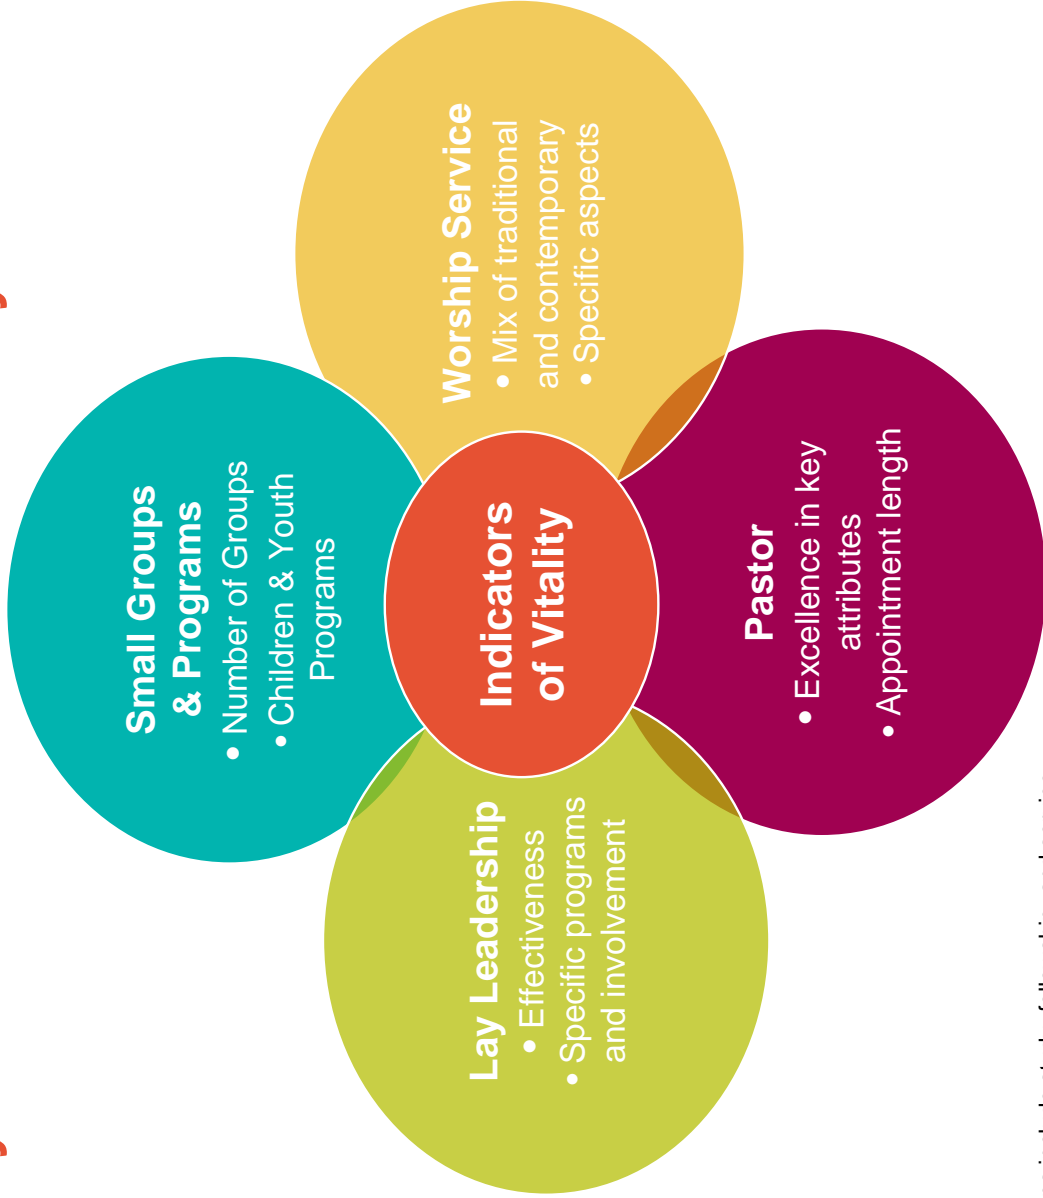 Small Groups
& Programs
• Number of Groups
• Children & Youth
Programs
Lay Leadership
• Effectiveness
• Specific programs
and involvement
Indicators
of Vitality
Worship Service
• Mix of traditional
and contemporary
• Specific aspects
Pastor
• Excellence in key
attributes
• Appointment length